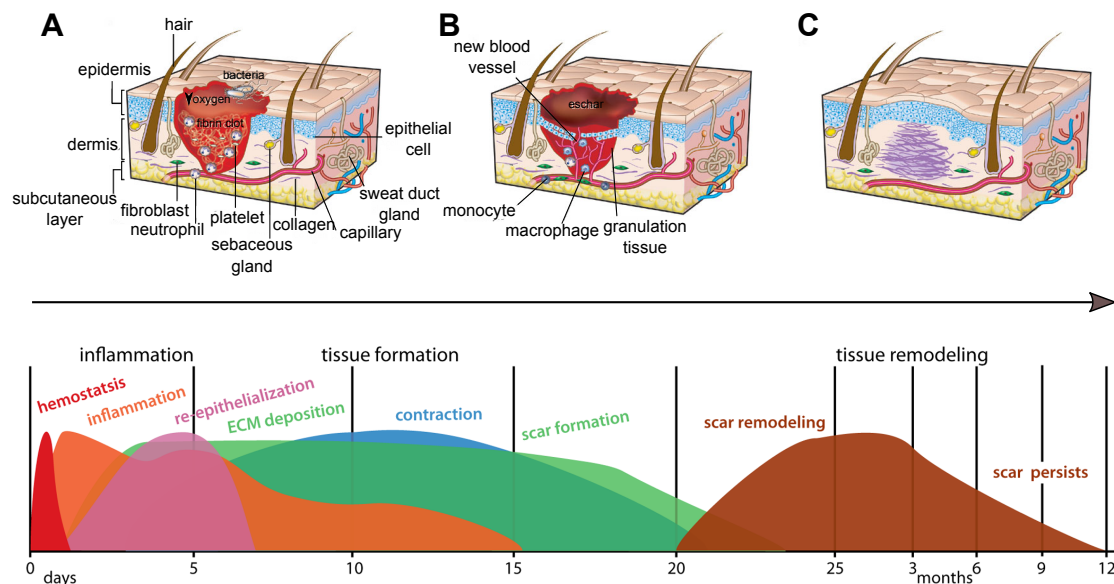 A
hair
epidermis
bacteria
oxygen
fibrin clot
dermis
epithelial
cell
subcutaneous
layer
fibroblast
neutrophil
platelet
sebaceous
gland
collagen
capillary
sweat duct
gland
B
new blood
vessel
eschar
monocyte
macrophage
granulation
tissue
C
inflammation
tissue formation
tissue remodeling
hemostatsis
inflammation
re-epithelialization
ECM deposition
contraction
scar formation
scar remodeling
scar persists
0 5 10 15 20 25 3 6 9 12
days months